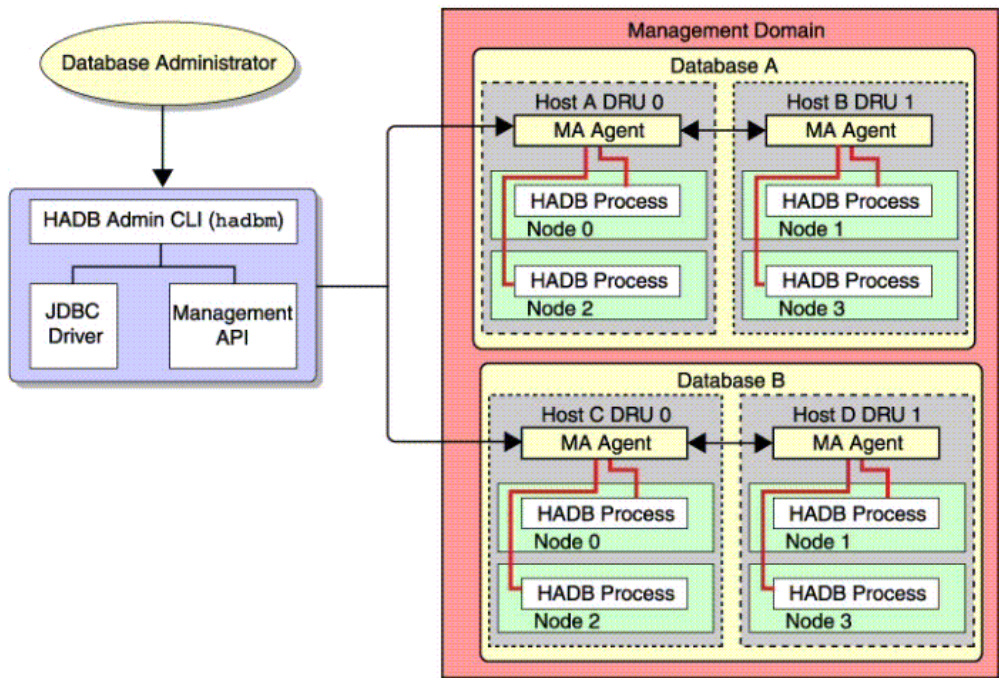 Database Administrator
HADB Admin CLI (hadbm)
JDBC
Driver
Management
API
Management Domain
Database A
Host A DRU 0
MA Agent
HADB Process
Node 0
HADB Process
Node 2
Host B DRU 1
MA Agent
HADB Process
Node 1
HADB Process
Node 3
Database B
Host C DRU 0
MA Agent
HADB Process
Node 0
HADB Process
Node 2
Host D DRU 1
MA Agent
HADB Process
Node 1
HADB Process
Node 3